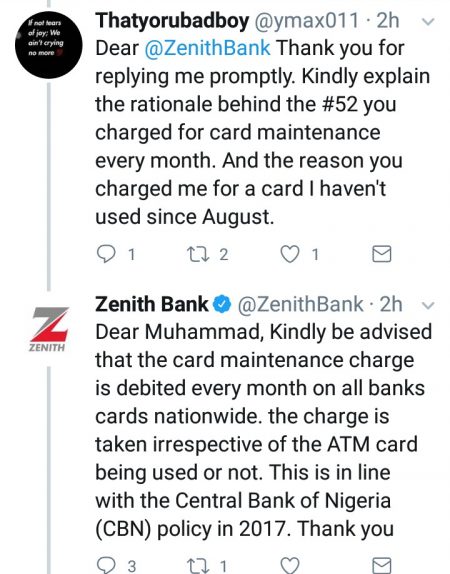 If not tears
of joy; We
ain't crying
no more
Thatyorubadboy @ymax011 · 2h
Dear @ZenithBank Thank you for
replying me promptly. Kindly explain
the rationale behind the #52 you
charged for card maintenance
every month. And the reason you
charged me for a card I haven't
used since August.
1 2 1
Zenith Bank @ZenithBank · 2h
ZENITH
Dear Muhammad, Kindly be advised
that the card maintenance charge
is debited every month on all banks
cards nationwide. the charge is
taken irrespective of the ATM card
being used or not. This is in line
with the Central Bank of Nigeria
(CBN) policy in 2017. Thank you
3 1